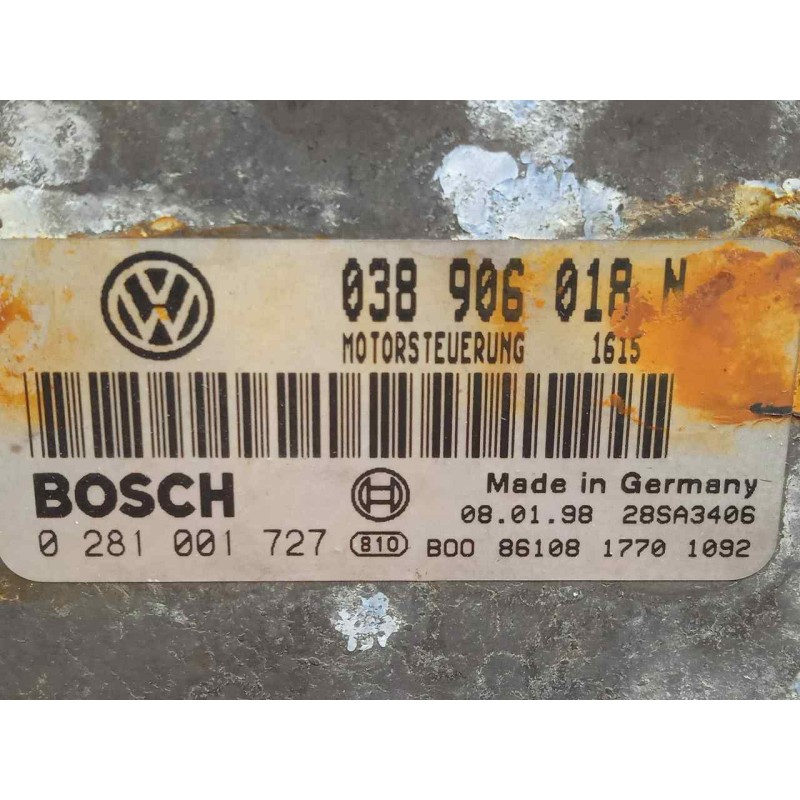 038 906 018 N
MOTORSTEUERUNG 1615
BOSCH
Made in Germany
08.01.98 28SA3406
0 281 001 727 810 B00 86108 1770 1092